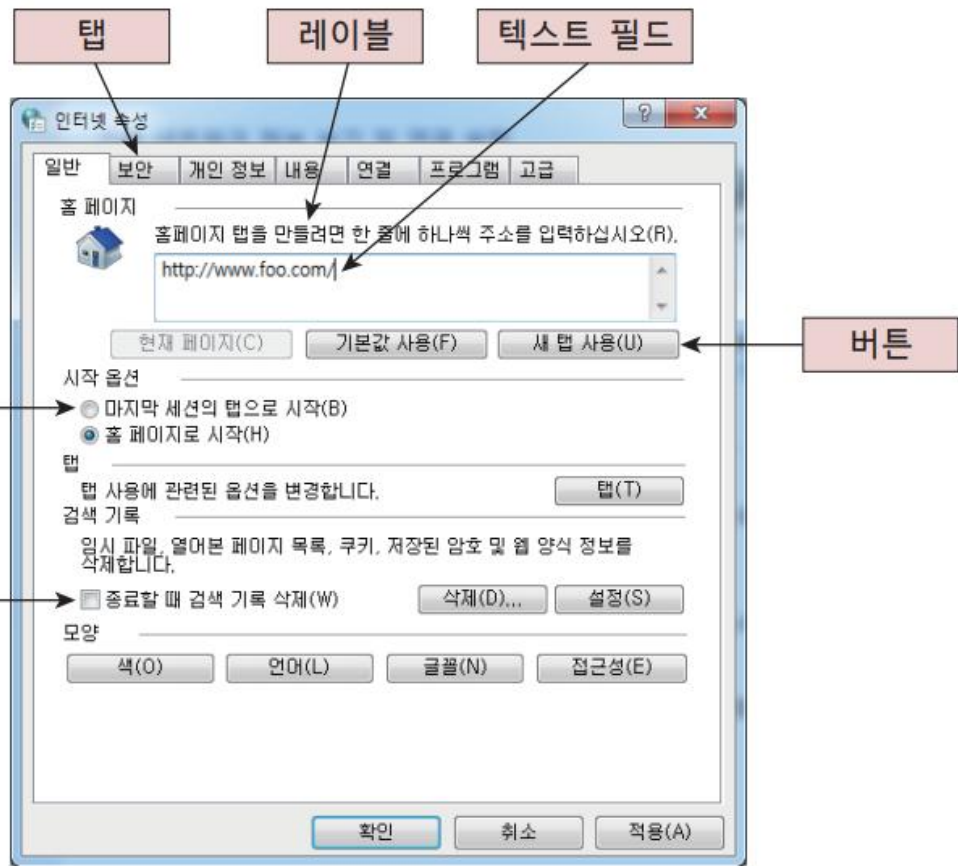 탭 레이블 텍스트 필드
인터넷 속성
일반 보안 개인 정보 내용 연결 프로그램 고급
홈 페이지
홈페이지 탭을 만들려면 한 줄에 하나씩 주소를 입력하십시오(R).
http://www.foo.com/
현재 페이지(C) 기본값 사용(F) 새 탭 사용(U) 버튼
시작 옵션
마지막 세션의 탭으로 시작(B)
홈 페이지로 시작(H)
탭
탭 사용에 관련된 옵션을 변경합니다. 탭(T)
검색 기록
임시 파일, 열어본 페이지 목록, 쿠키, 저장된 암호 및 웹 양식 정보를
삭제합니다.
종료할 때 검색 기록 삭제(W) 삭제(D)... 설정(S)
모양
색(O) 언어(L) 글꼴(N) 접근성(E)
확인 취소 적용(A)